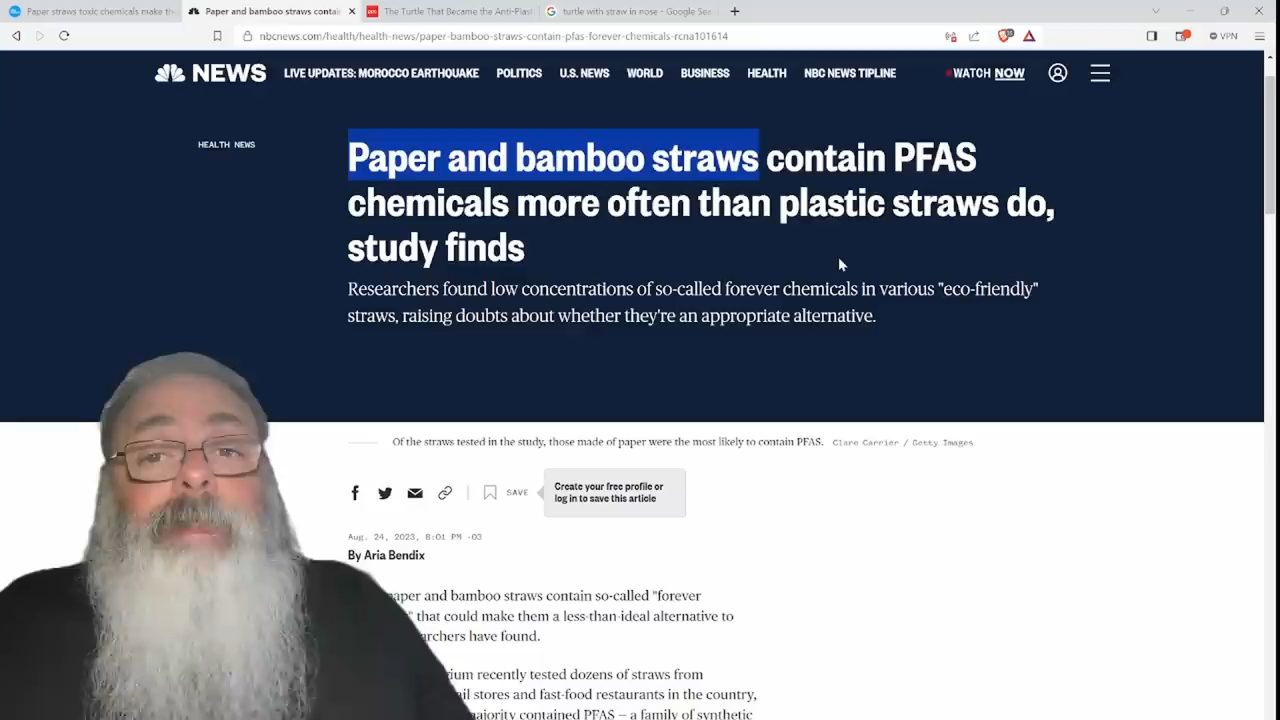 Paper straws toxic chemicals make the
Paper and bamboo straws contai
The Turtle That Became the Anti-Plast
turtle with straw in nose - Google Sea
nbcnews.com/health/health-news/paper-bamboo-straws-contain-pfas-forever-chemicals-rcna101614
VPN
NEWS
LIVE UPDATES: MOROCCO EARTHQUAKE
POLITICS
U.S. NEWS
WORLD
BUSINESS
HEALTH
NBC NEWS TIPLINE
WATCH NOW
HEALTH NEWS
Paper and bamboo straws contain PFAS
chemicals more often than plastic straws do,
study finds
Researchers found low concentrations of so-called forever chemicals in various "eco-friendly"
straws, raising doubts about whether they're an appropriate alternative.
Of the straws tested in the study, those made of paper were the most likely to contain PFAS. Clare Carrier / Getty Images
SAVE
Create your free profile or
log in to save this article
Aug. 24, 2023, 8:01 PM -03
By Aria Bendix
aper and bamboo straws contain so-called "forever
" that could make them a less-than-ideal alternative to
archers have found.
ium recently tested dozens of straws from
ail stores and fast-food restaurants in the country,
ajority contained PFAS — a family of synthetic